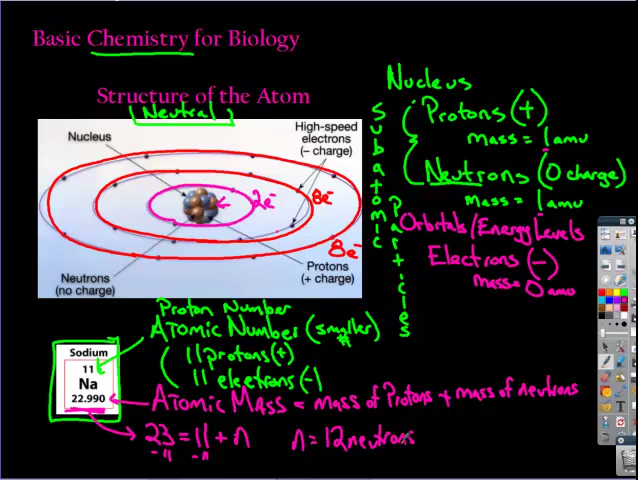 Basic Chemistry for Biology
Structure of the Atom
(Neutral)
Nucleus
High-speed
electrons
(– charge)
2e-
8e-
8e-
Neutrons
(no charge)
Protons
(+ charge)
Nucleus
Subatomic
Particles
Protons (+)
mass = 1 amu
Neutrons (0 charge)
mass = 1 amu
Orbitals/Energy Levels
Electrons (-)
mass = 0 amu
Proton Number
Atomic Number (smaller #)
11 protons (+)
11 electrons (-)
Sodium
11
Na
22.990
Atomic Mass = mass of Protons + mass of neutrons
23 = 11 + n n = 12 neutrons
-11 -11